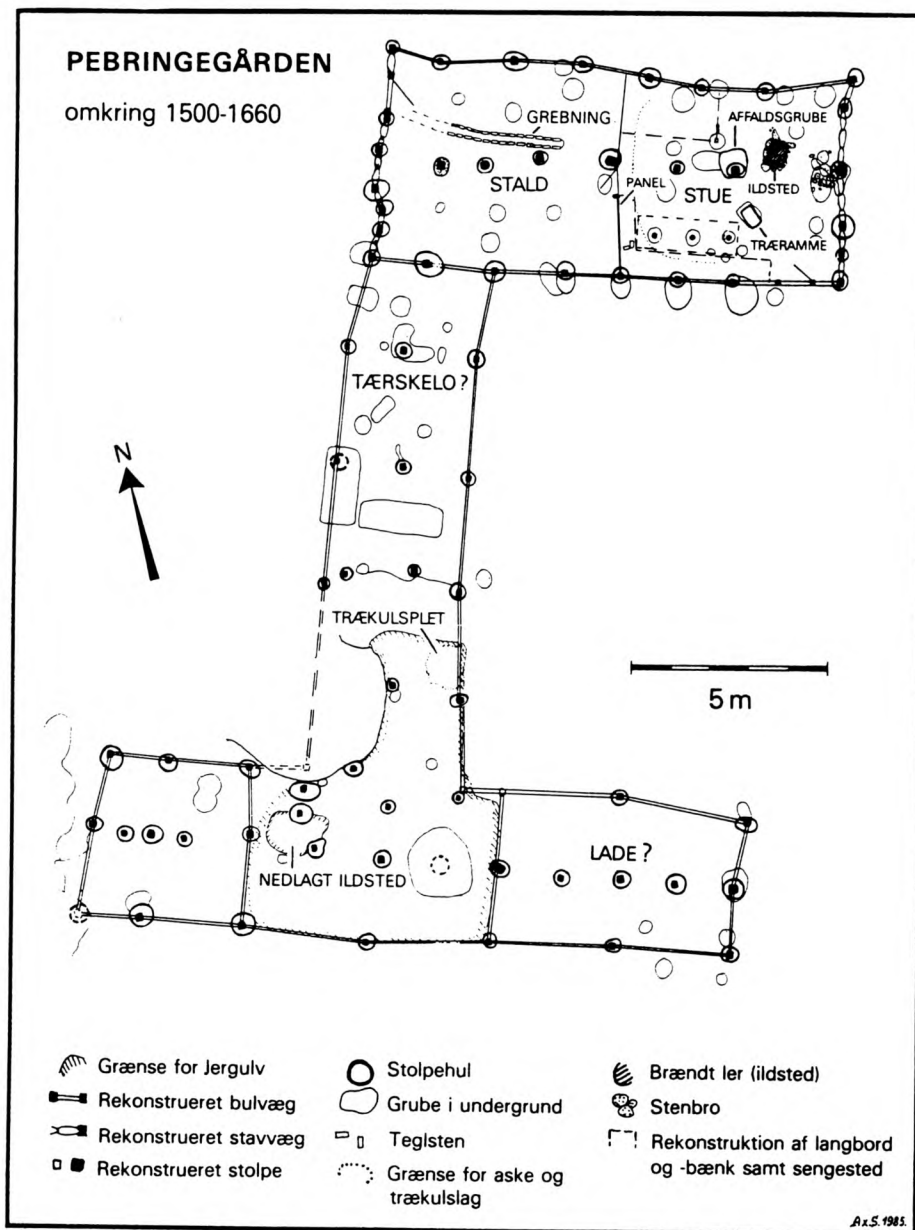 PEBRINGEGÅRDEN
omkring 1500-1660
GREBNING
AFFALDSGRUBE
STALD
PANEL
STUE
ILDSTED
TRÆRAMME
TÆRSKELO?
N
TRÆKULSPLET
5 m
NEDLAGT ILDSTED
LADE?
Grænse for lergulv
Rekonstrueret bulvæg
Rekonstrueret stavvæg
Rekonstrueret stolpe
Stolpehul
Grube i undergrund
Teglsten
Grænse for aske og
trækulslag
Brændt ler (ildsted)
Stenbro
Rekonstruktion af langbord
og -bænk samt sengested
AxS. 1985.